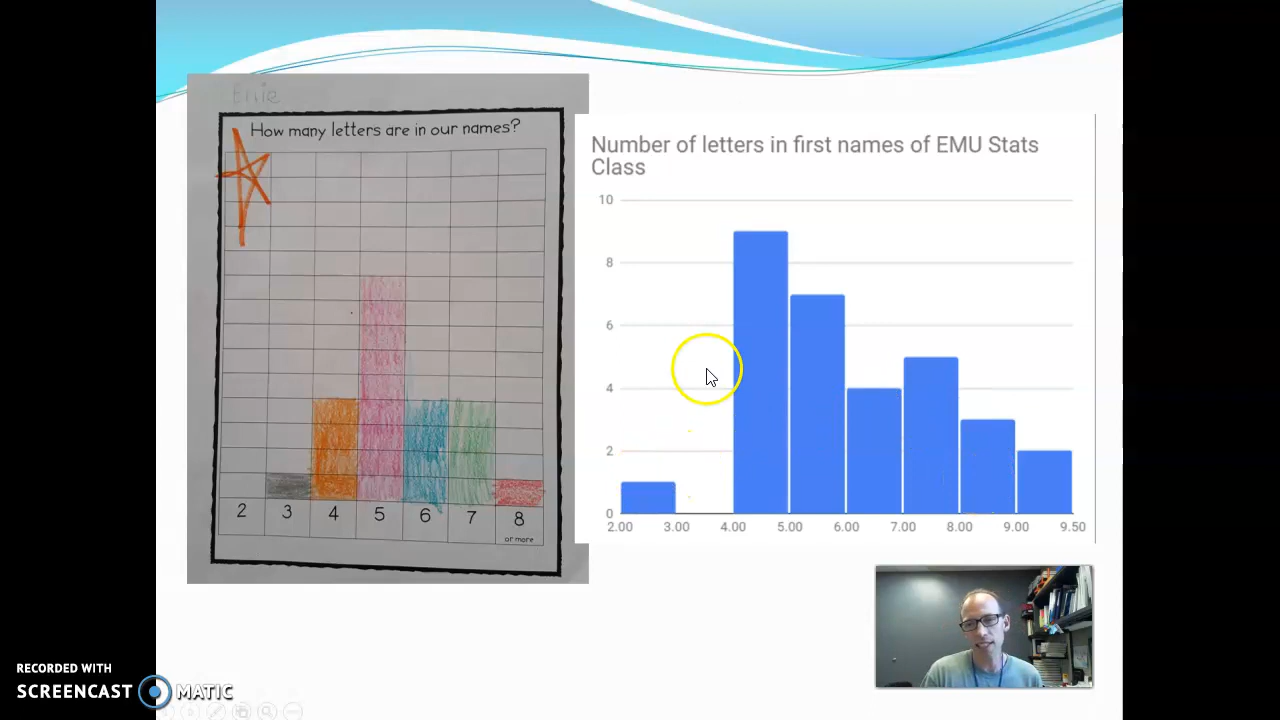 Ellie
How many letters are in our names?
2 3 4 5 6 7 8
or more
Number of letters in first names of EMU Stats
Class
10
8
6
4
2
0
2.00 3.00 4.00 5.00 6.00 7.00 8.00 9.00 9.50
RECORDED WITH
SCREENCAST MATIC